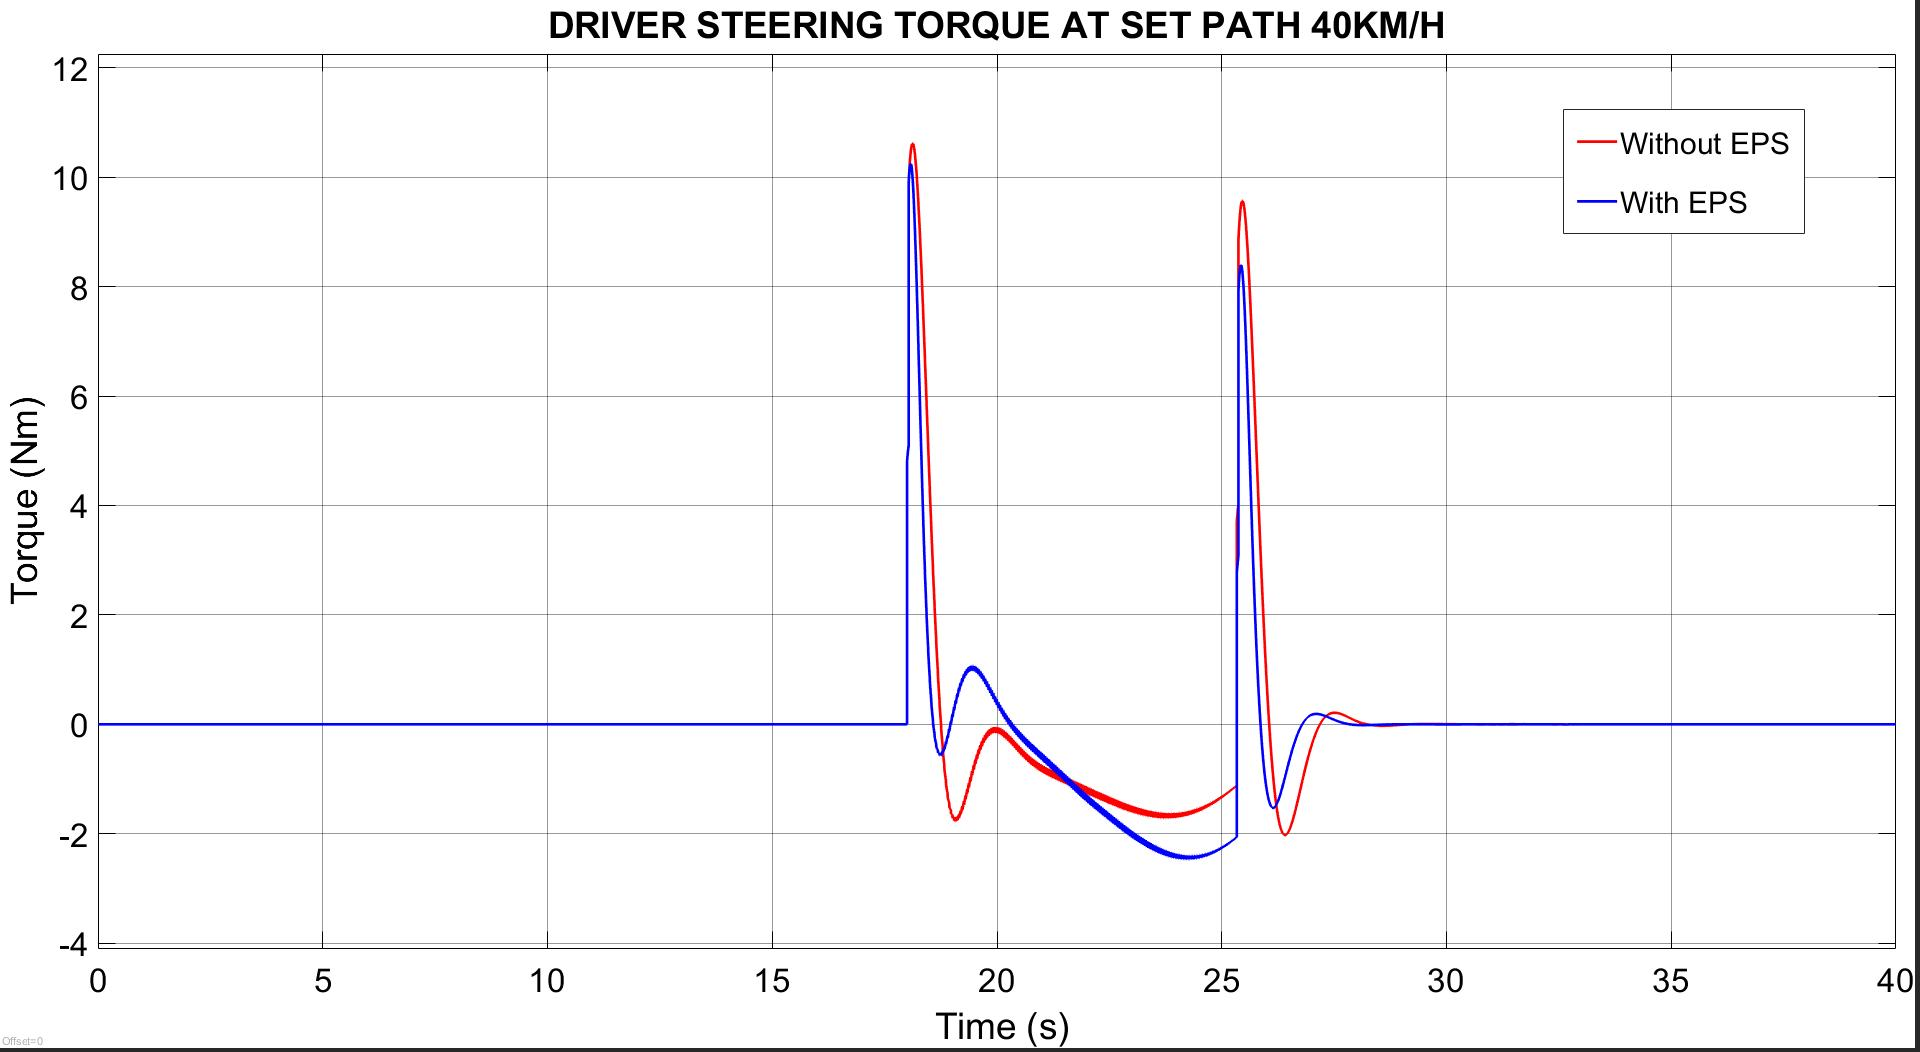 DRIVER STEERING TORQUE AT SET PATH 40KM/H
12
10
8
6
4
2
0
-2
-4
Torque (Nm)
Without EPS
With EPS
0 5 10 15 20 25 30 35 40
Time (s)
Offset=0